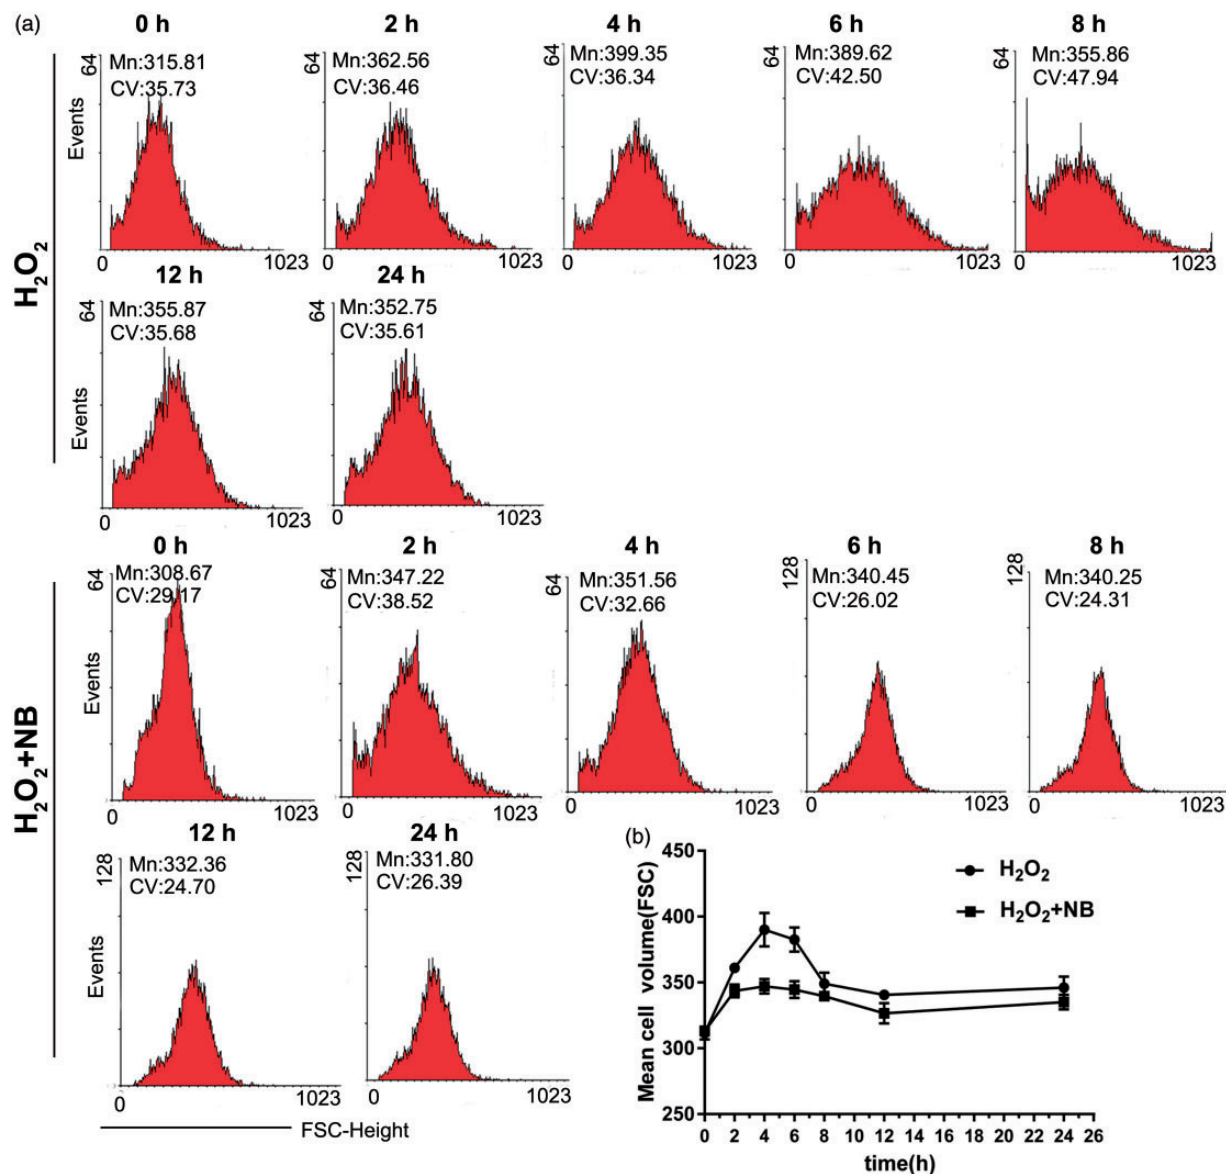 (a)
0 h
2 h
4 h
6 h
8 h
H₂O₂
64
Mn:315.81
CV:35.73
Events
0
1023
64
Mn:362.56
CV:36.46
0
1023
64
Mn:399.35
CV:36.34
0
1023
64
Mn:389.62
CV:42.50
0
1023
64
Mn:355.86
CV:47.94
0
1023
12 h
24 h
64
Mn:355.87
CV:35.68
Events
0
1023
64
Mn:352.75
CV:35.61
0
1023
0 h
2 h
4 h
6 h
8 h
H₂O₂+NB
64
Mn:308.67
CV:29.17
Events
0
1023
64
Mn:347.22
CV:38.52
0
1023
64
Mn:351.56
CV:32.66
0
1023
128
Mn:340.45
CV:26.02
0
1023
128
Mn:340.25
CV:24.31
0
1023
12 h
24 h
128
Mn:332.36
CV:24.70
Events
0
1023
128
Mn:331.80
CV:26.39
0
1023
FSC-Height
(b)
450
400
350
300
250
Mean cell volume(FSC)
H₂O₂
H₂O₂+NB
0 2 4 6 8 10 12 14 16 18 20 22 24 26
time(h)